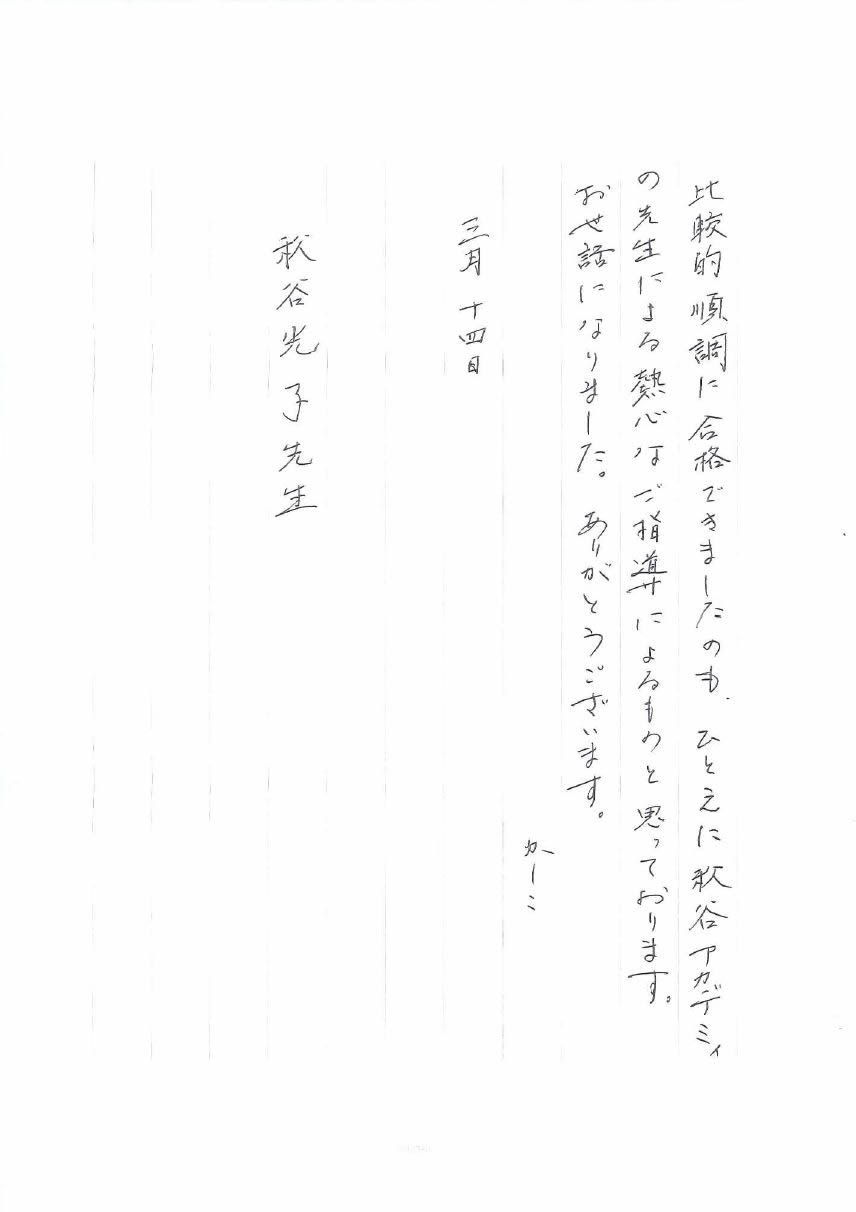 比較的順調に合格できましたのも、ひとえに秋谷アカデミィ
の先生による熱心なご指導によるものと思っております。
お世話になりました。ありがとうございます。
かしこ
三月十四日
秋谷光子先生